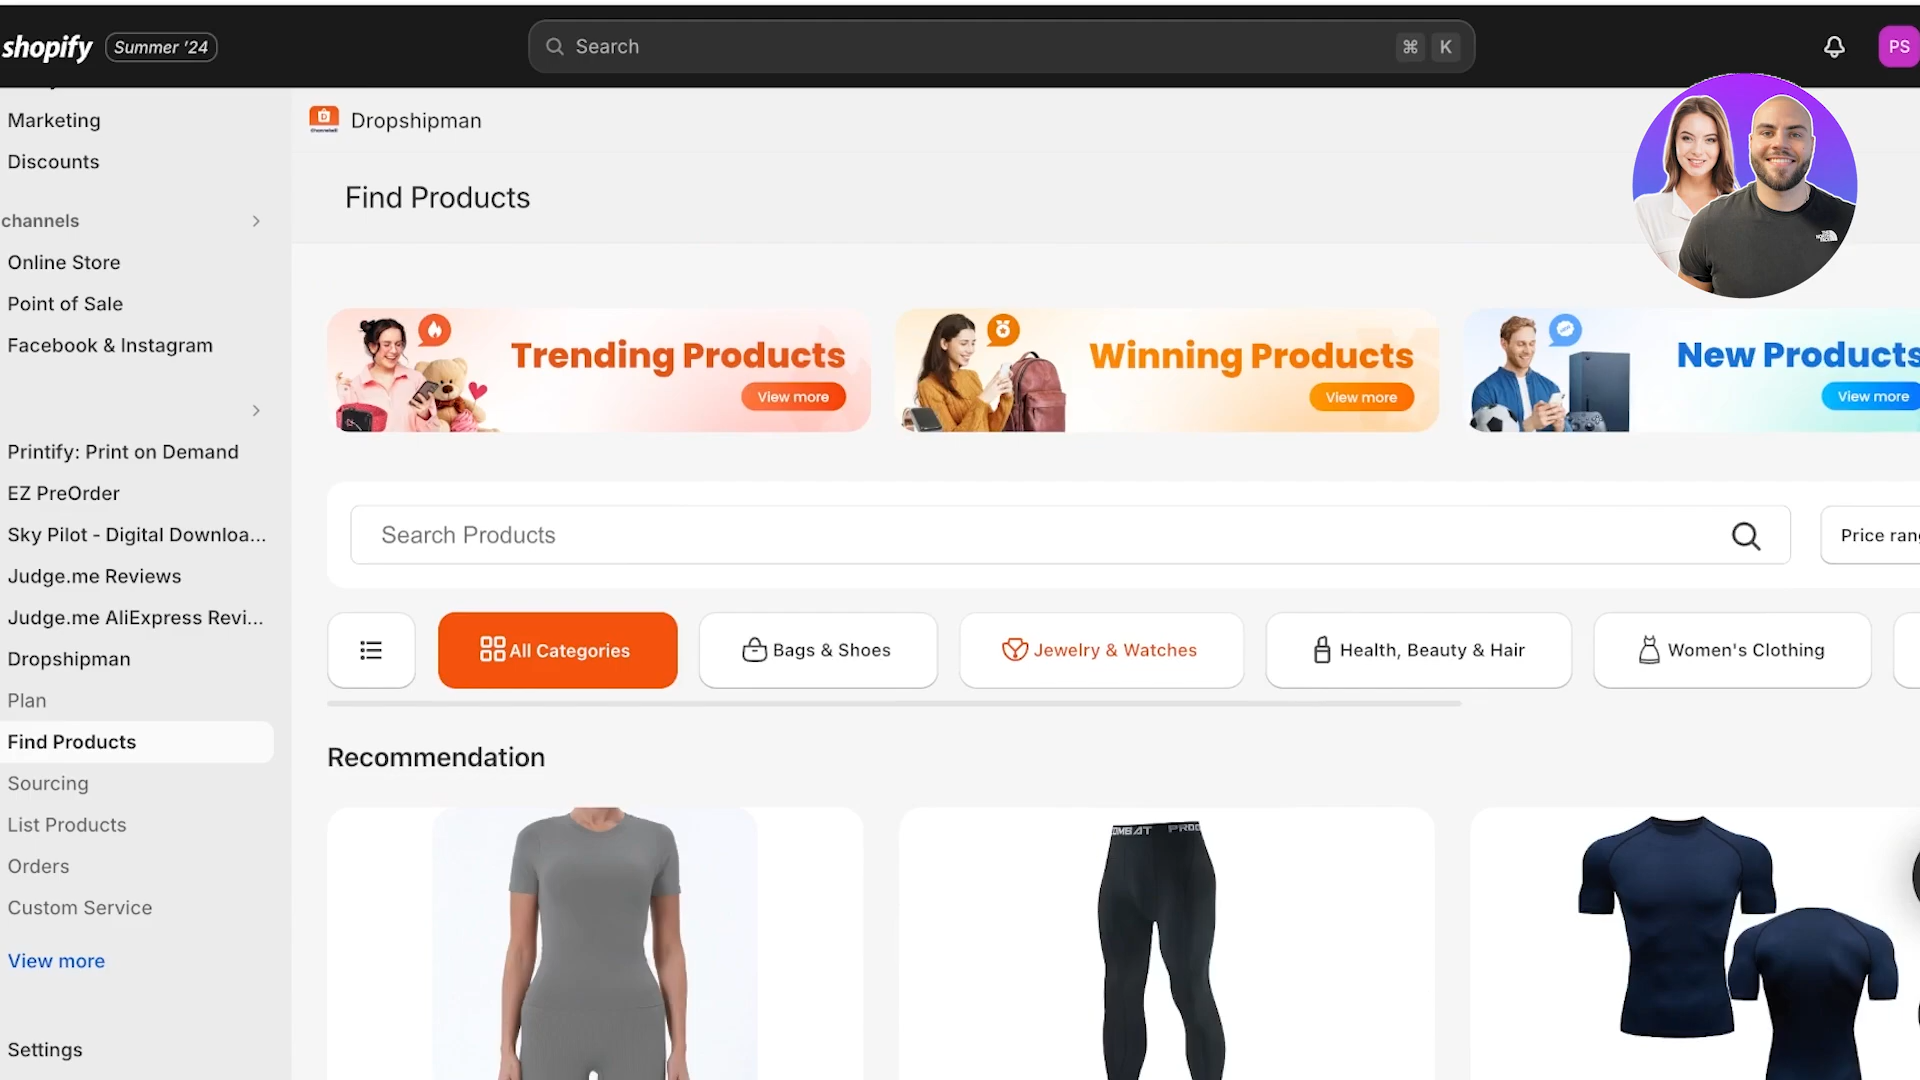 shopify Summer '24
Search ⌘ K
PS
Marketing
Discounts
channels
Online Store
Point of Sale
Facebook & Instagram
Printify: Print on Demand
EZ PreOrder
Sky Pilot - Digital Downloa...
Judge.me Reviews
Judge.me AliExpress Revi...
Dropshipman
Plan
Find Products
Sourcing
List Products
Orders
Custom Service
View more
Settings
Dropshipman
Find Products
Trending Products
View more
Winning Products
View more
New Products
View more
Search Products
Price rang
All Categories
Bags & Shoes
Jewelry & Watches
Health, Beauty & Hair
Women's Clothing
Recommendation